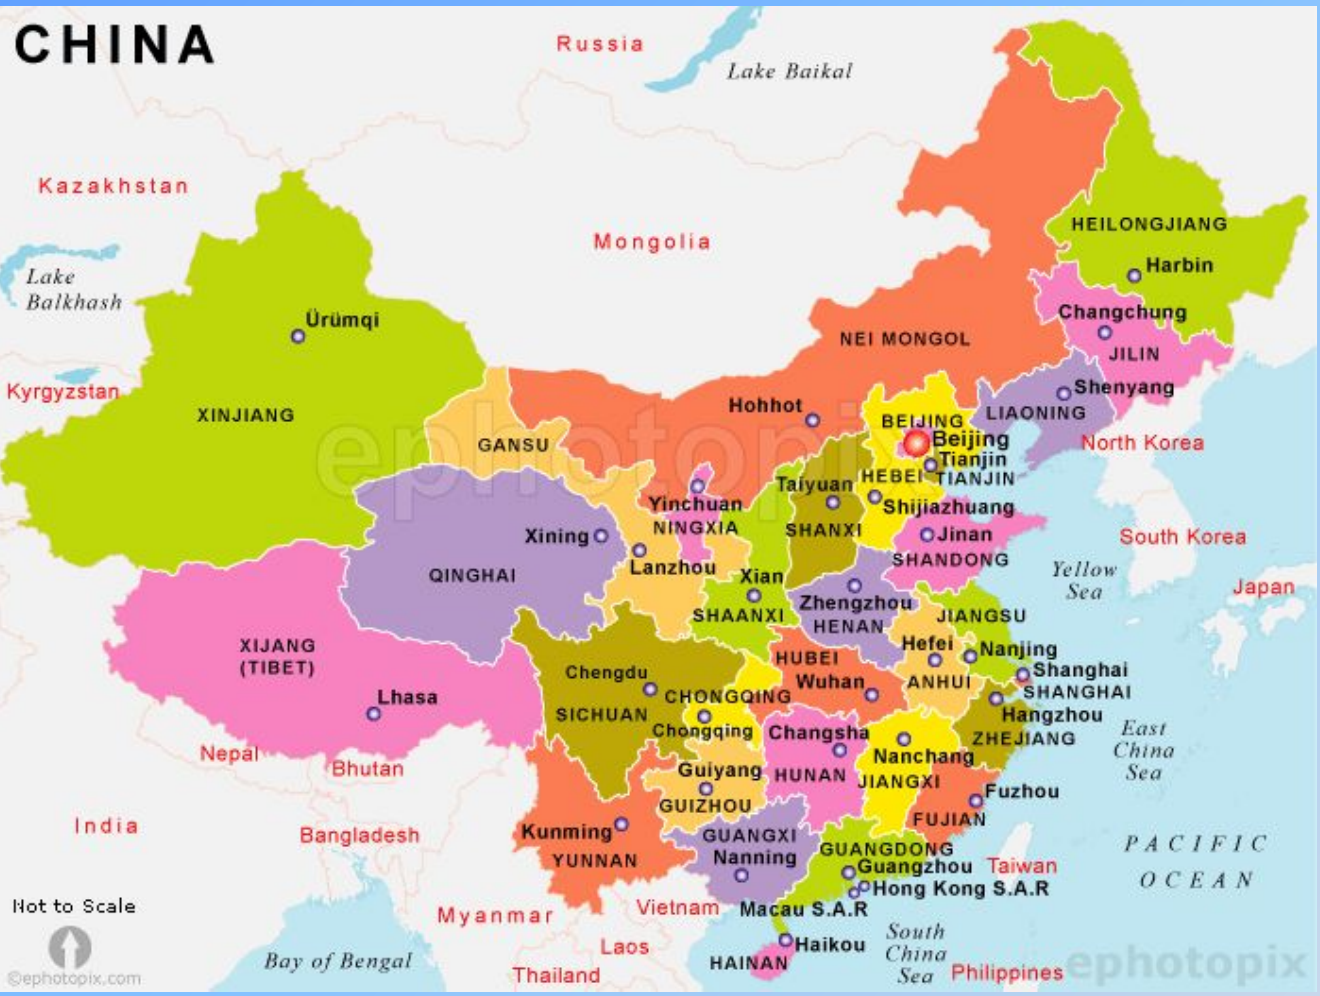 CHINA
Russia
Lake Baikal
Kazakhstan
Mongolia
HEILONGJIANG
Harbin
Lake
Balkhash
Ürümqi
Changchung
JILIN
NEI MONGOL
Kyrgyzstan
Shenyang
Hohhot
XINJIANG
LIAONING
BEIJING
Beijing
GANSU
North Korea
Tianjin
TIANJIN
HEBEI
ephotopix
Taiyuan
Yinchuan
Shijiazhuang
NINGXIA
SHANXI
Xining
Jinan
South Korea
SHANDONG
Lanzhou
QINGHAI
Xian
Yellow
Sea
Japan
Zhengzhou
SHAANXI
JIANGSU
HENAN
XIJANG
(TIBET)
Hefei
Nanjing
HUBEI
Shanghai
Chengdu
Wuhan
ANHUI
SHANGHAI
Lhasa
CHONGQING
SICHUAN
Hangzhou
Chongqing
Changsha
ZHEJIANG
East
China
Sea
Nepal
Nanchang
Bhutan
Guiyang
HUNAN
JIANGXI
Fuzhou
GUIZHOU
FUJIAN
India
Bangladesh
Kunming
GUANGXI
PACIFIC
OCEAN
YUNNAN
Nanning
GUANGDONG
Guangzhou
Taiwan
Hong Kong S.A.R
Not to Scale
Myanmar
Vietnam
Macau S.A.R
Laos
Haikou
South
China
Sea
Bay of Bengal
HAINAN
Thailand
Philippines
ephotopix
©ephotopix.com